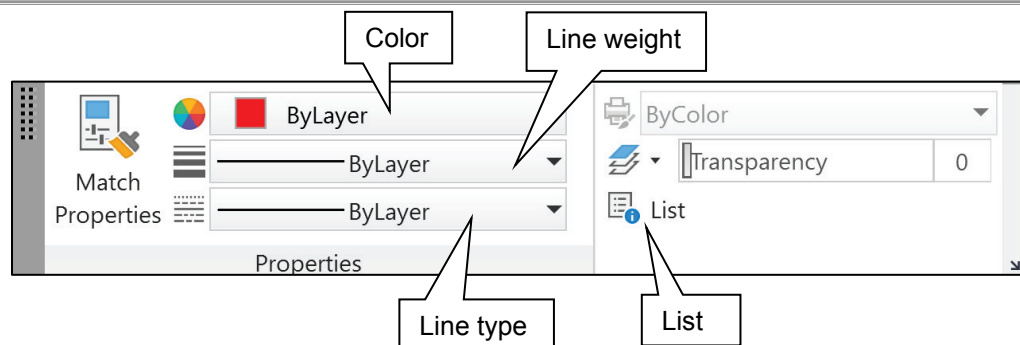 Color
Line weight
ByLayer
ByColor
Match
Properties
ByLayer
Transparency
0
ByLayer
List
Properties
Line type
List